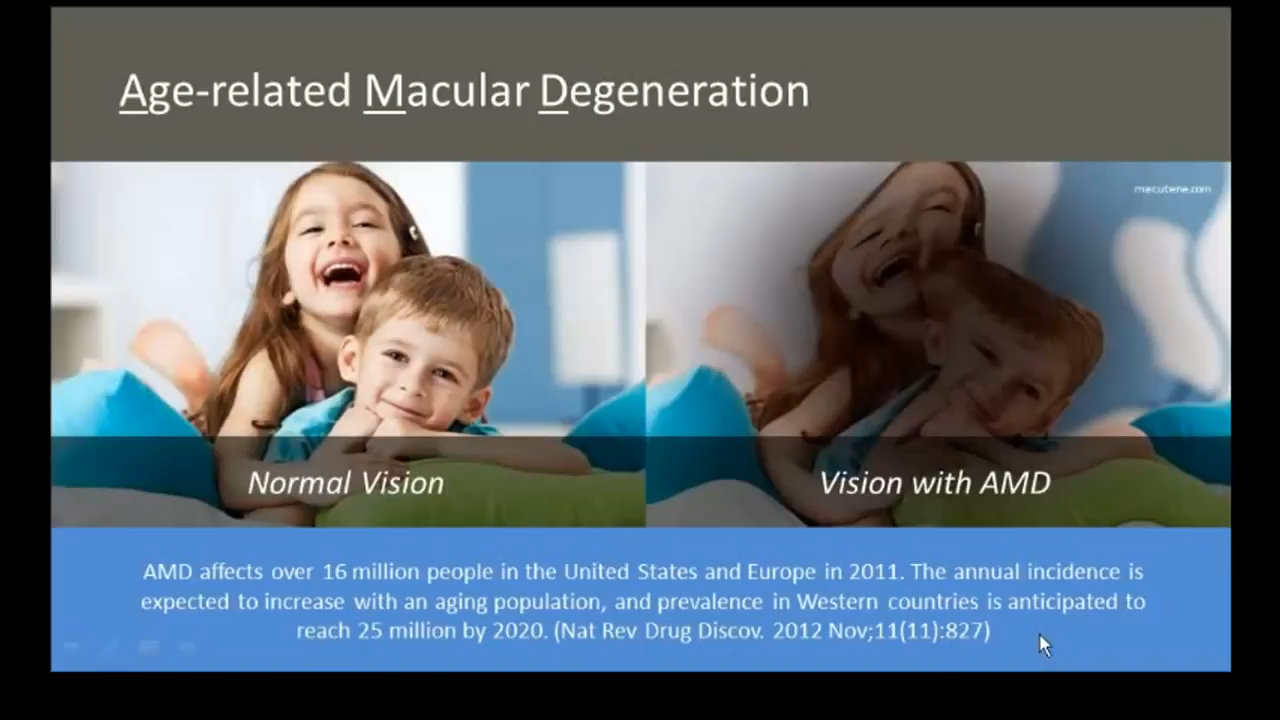 Age-related Macular Degeneration
Normal Vision
Vision with AMD
AMD affects over 16 million people in the United States and Europe in 2011. The annual incidence is
expected to increase with an aging population, and prevalence in Western countries is anticipated to
reach 25 million by 2020. (Nat Rev Drug Discov. 2012 Nov;11(11):827)